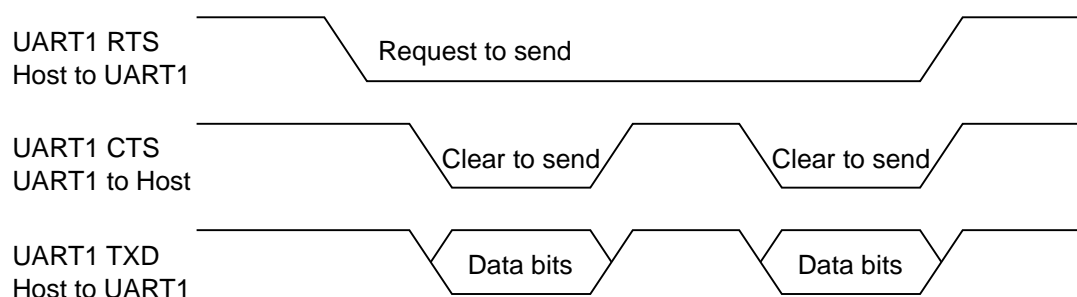 UART1 RTS
Host to UART1
Request to send
UART1 CTS
UART1 to Host
Clear to send
Clear to send
UART1 TXD
Host to UART1
Data bits
Data bits